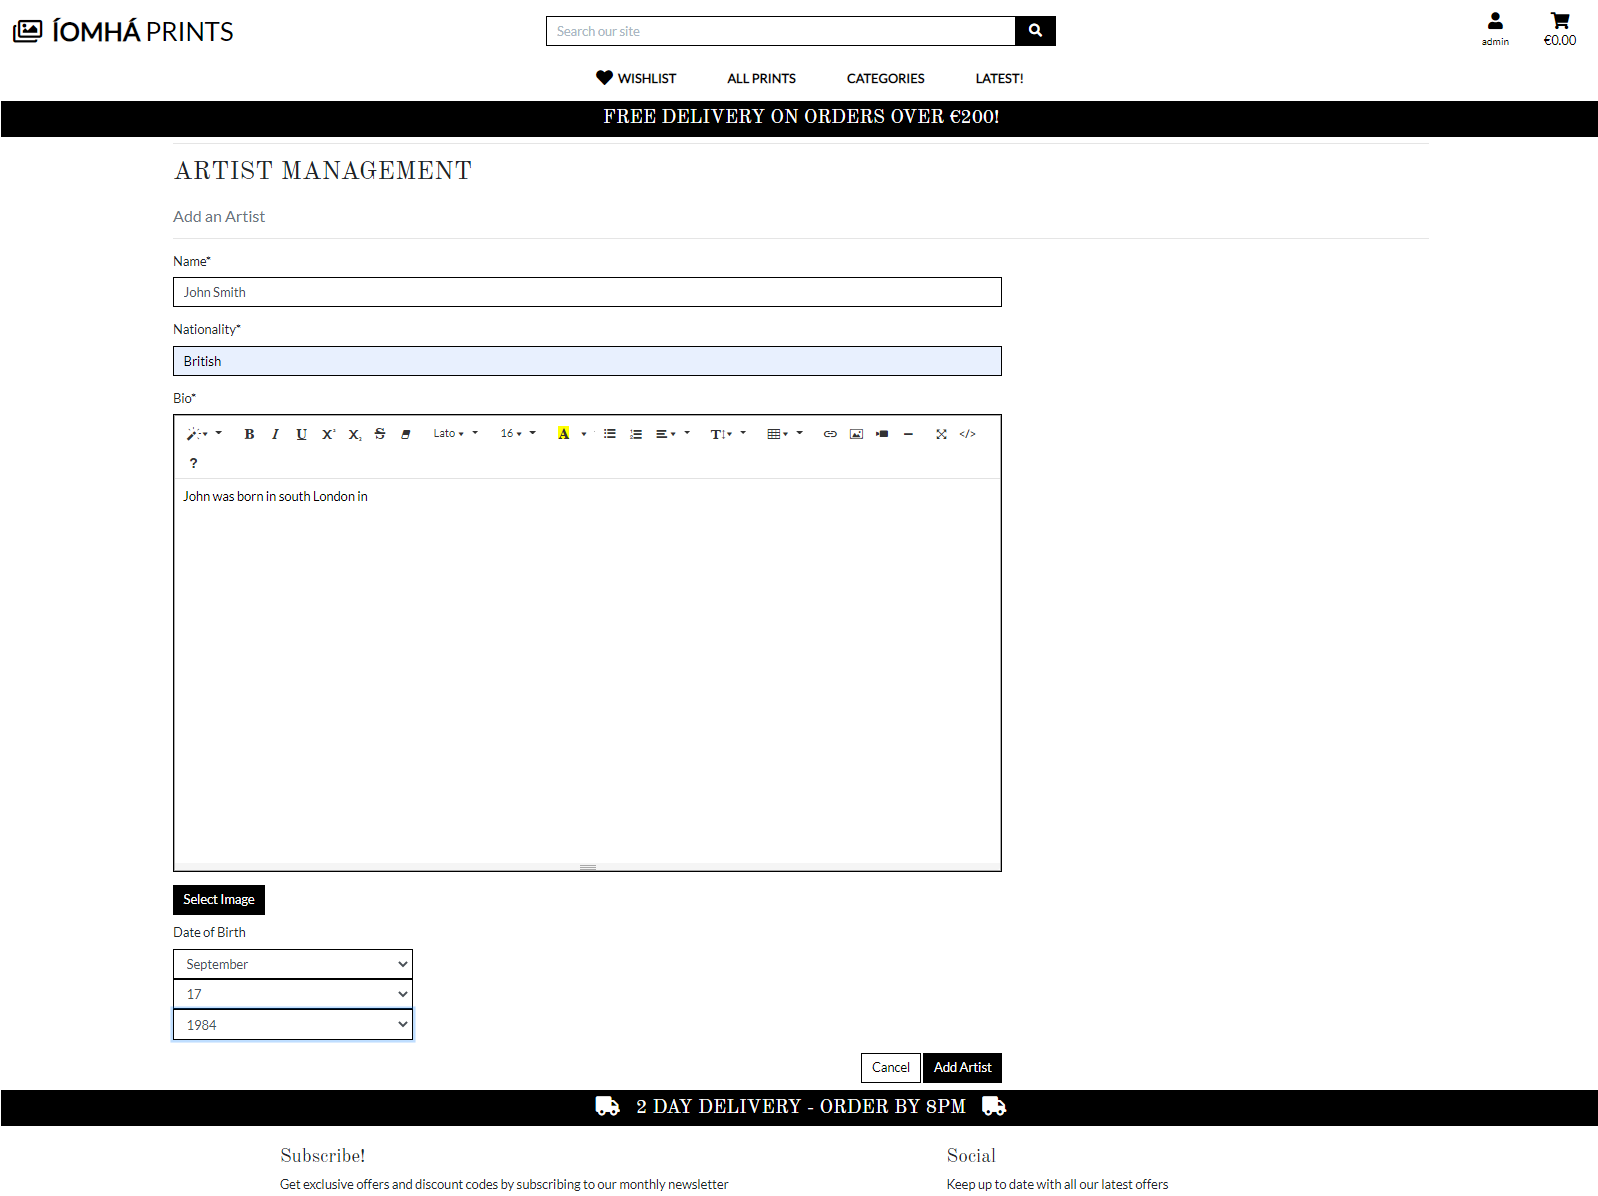 ÍOMHÁ PRINTS
Search our site
admin
€0.00
WISHLIST
ALL PRINTS
CATEGORIES
LATEST!
FREE DELIVERY ON ORDERS OVER €200!
ARTIST MANAGEMENT
Add an Artist
Name*
John Smith
Nationality*
British
Bio*
B I U X² X₂ S Lato 16 A T </>
?
John was born in south London in
Select Image
Date of Birth
September
17
1984
Cancel
Add Artist
2 DAY DELIVERY - ORDER BY 8PM
Subscribe!
Social
Get exclusive offers and discount codes by subscribing to our monthly newsletter
Keep up to date with all our latest offers